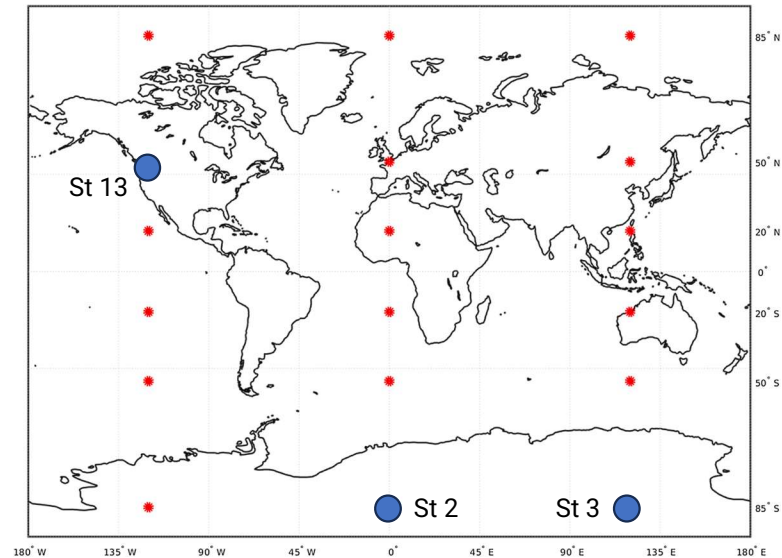 85° N
50° N
St 13
20° N
0°
20° S
50° S
St 2
St 3
85° S
180° W
135° W
90° W
45° W
0°
45° E
90° E
135° E
180° E